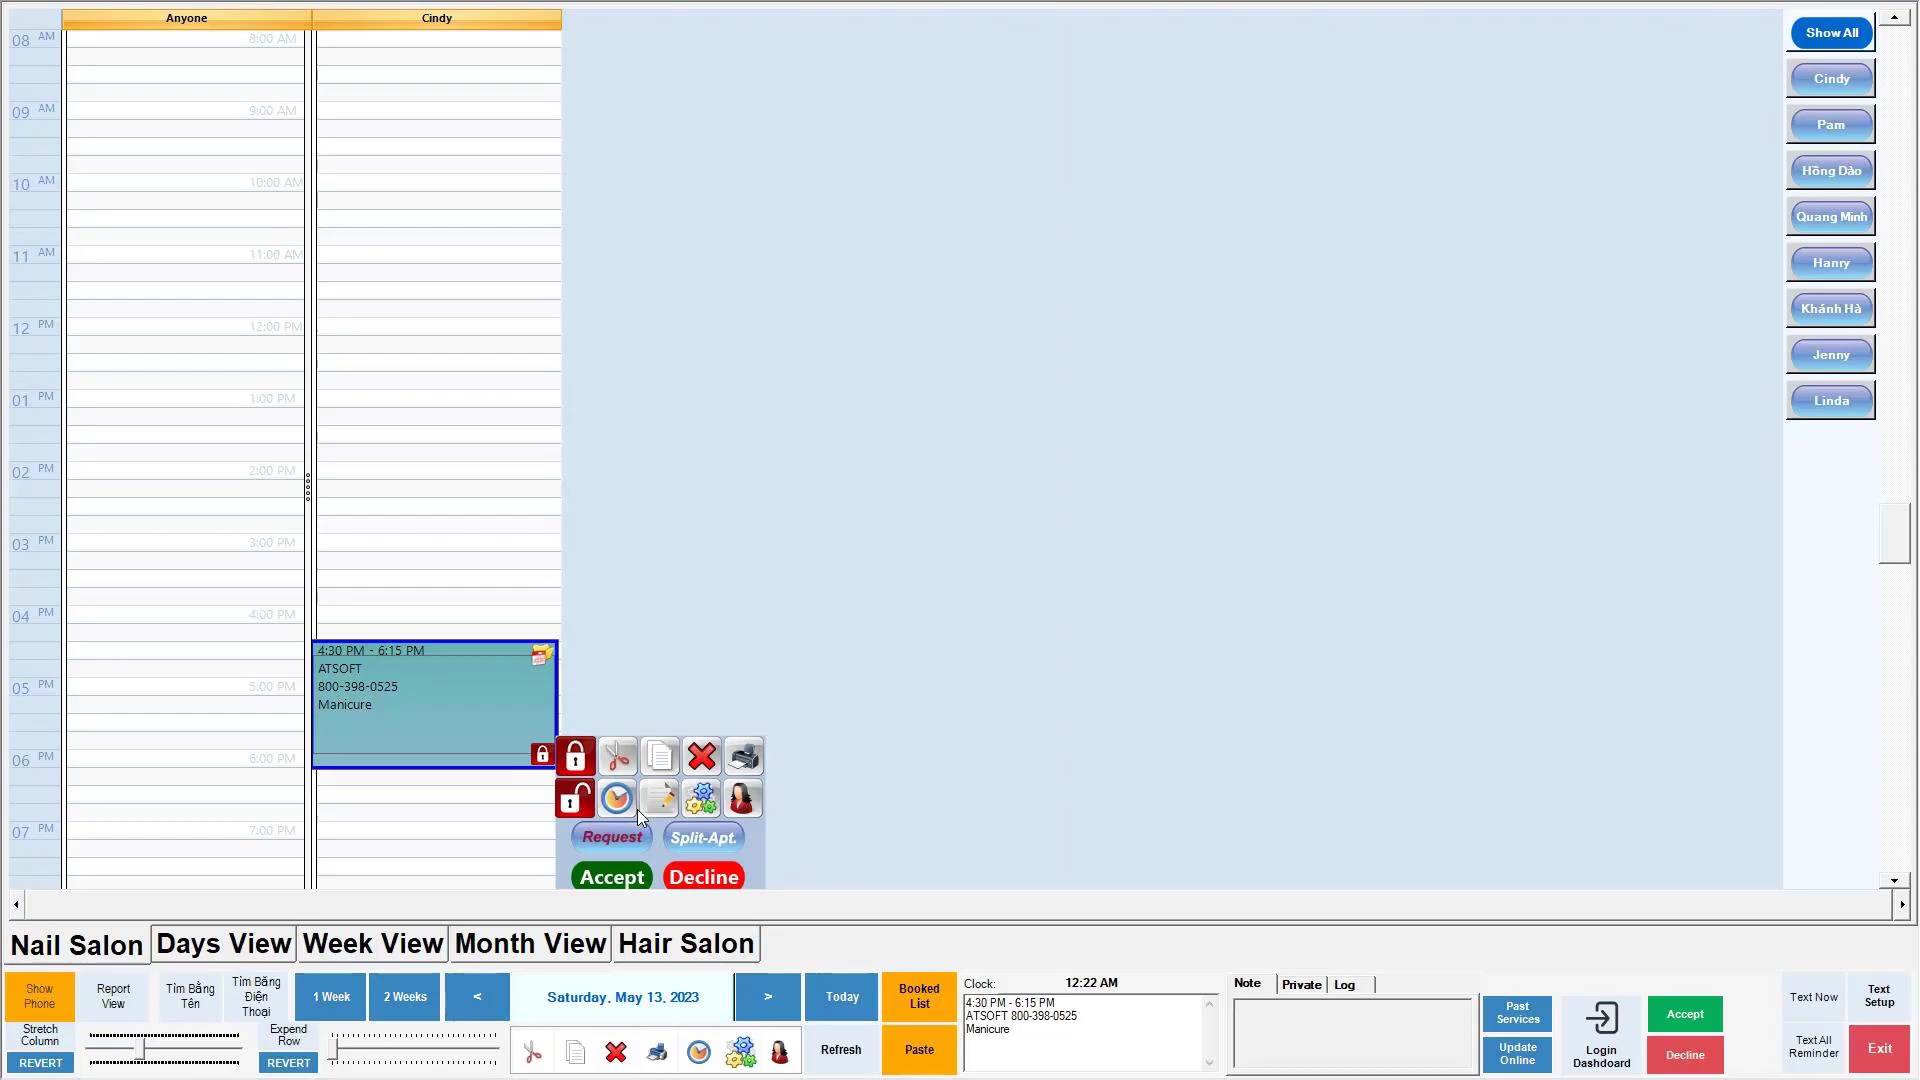 Anyone
Cindy
08 AM
8:00 AM
09 AM
9:00 AM
10 AM
10:00 AM
11 AM
11:00 AM
12 PM
12:00 PM
01 PM
1:00 PM
02 PM
2:00 PM
03 PM
3:00 PM
04 PM
4:00 PM
4:30 PM - 6:15 PM
ATSOFT
800-398-0525
Manicure
05 PM
5:00 PM
06 PM
6:00 PM
07 PM
7:00 PM
Request
Split-Apt.
Accept
Decline
Show All
Cindy
Pam
Hồng Đào
Quang Minh
Hanry
Khánh Hà
Jenny
Linda
Nail Salon
Days View
Week View
Month View
Hair Salon
Show
Phone
Report
View
Tìm Bằng
Tên
Tìm Bằng
Điện
Thoại
1 Week
2 Weeks
<
Saturday, May 13, 2023
>
Today
Booked
List
Stretch
Column
REVERT
Expend
Row
REVERT
Refresh
Paste
Clock:
12:22 AM
4:30 PM - 6:15 PM
ATSOFT 800-398-0525
Manicure
Note
Private
Log
Past
Services
Update
Online
Login
Dashdoard
Accept
Decline
Text Now
Text
Setup
Text All
Reminder
Exit